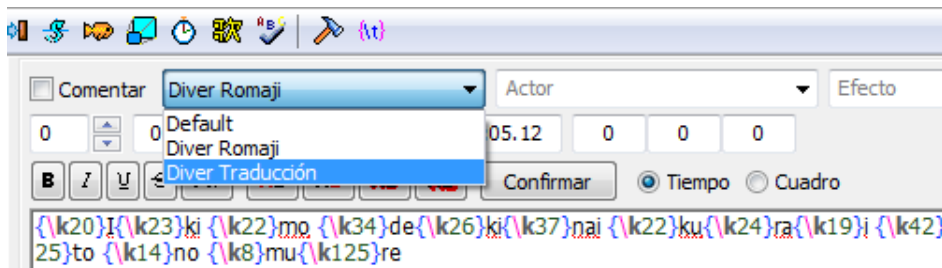 {\t}
Comentar Diver Romaji Actor Efecto
Default
Diver Romaji
Diver Traducción
0 0 05.12 0 0 0
B I U Confirmar Tiempo Cuadro
{\k20}I{\k23}ki {\k22}mo {\k34}de{\k26}ki{\k37}nai {\k22}ku{\k24}ra{\k19}i {\k42}
25}to {\k14}no {\k8}mu{\k125}re